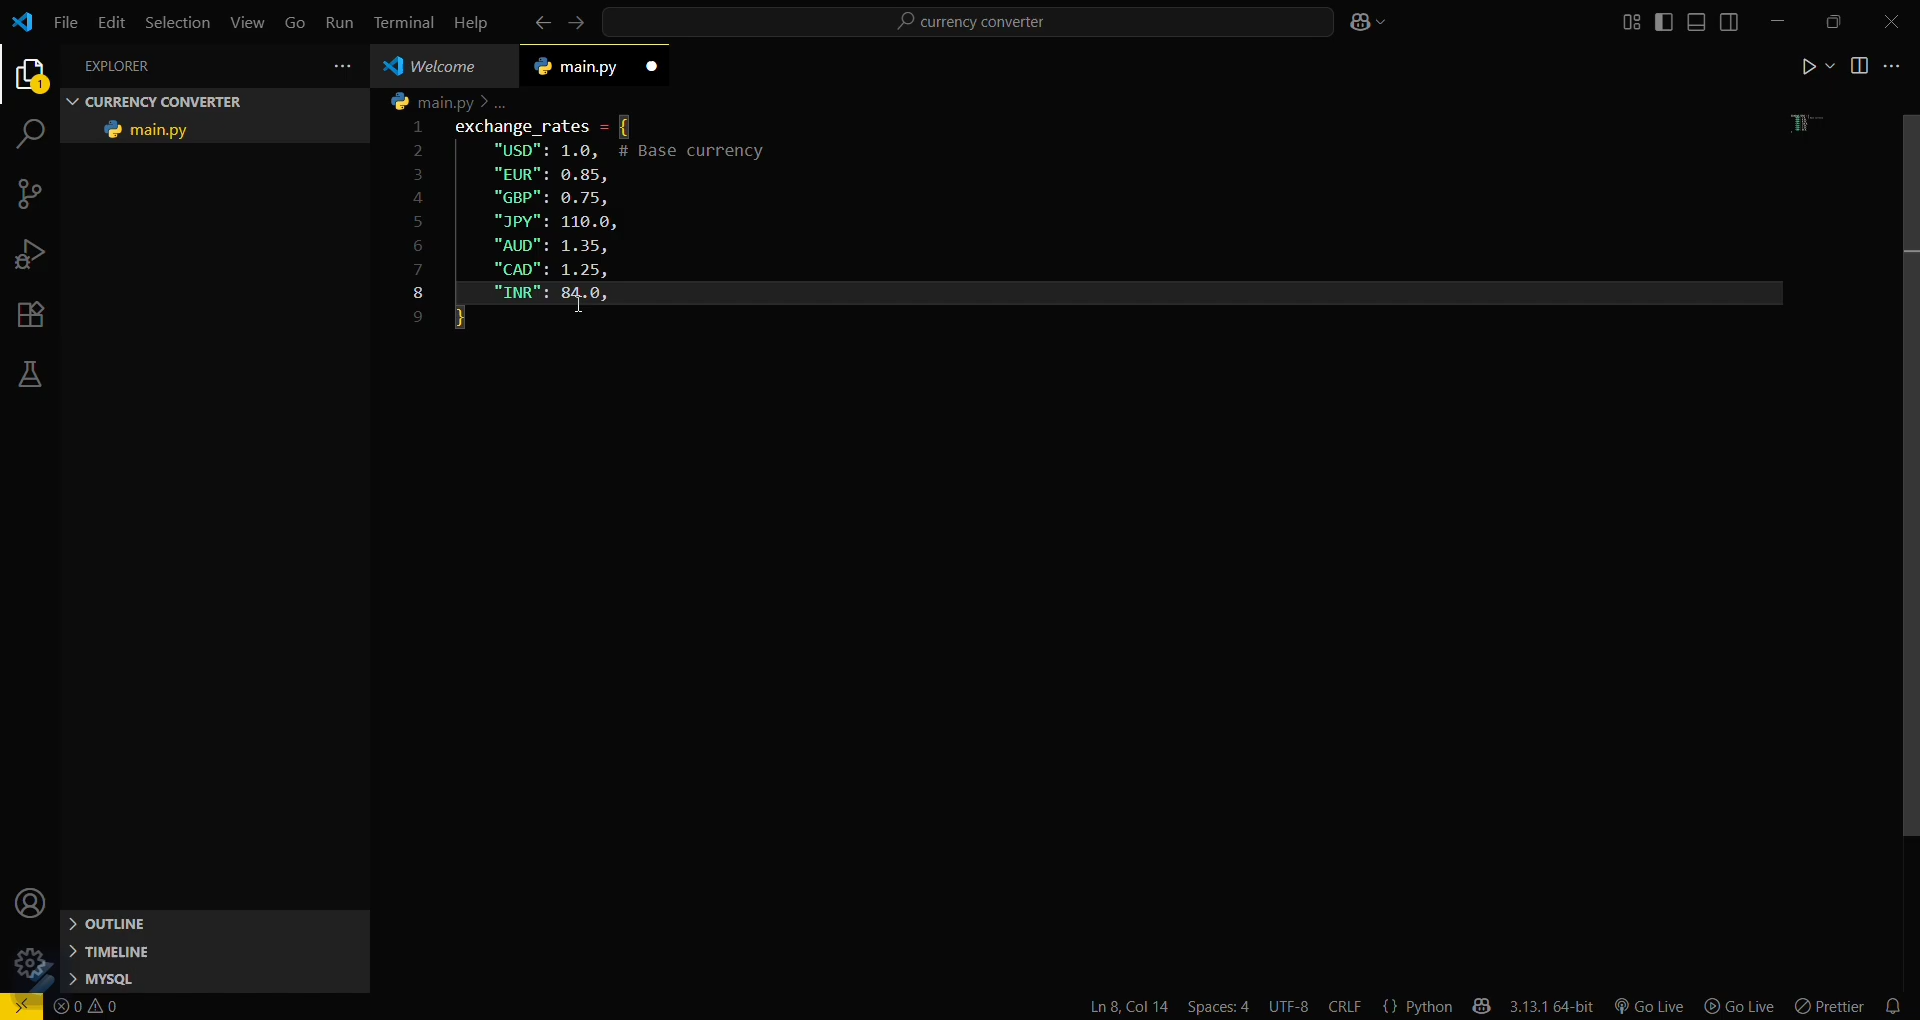 File Edit Selection View Go Run Terminal Help
currency converter
EXPLORER
Welcome
main.py
CURRENCY CONVERTER
main.py
main.py > ...
1 exchange_rates = {
2 "USD": 1.0, # Base currency
3 "EUR": 0.85,
4 "GBP": 0.75,
5 "JPY": 110.0,
6 "AUD": 1.35,
7 "CAD": 1.25,
8 "INR": 84.0,
9 }
1
OUTLINE
TIMELINE
MYSQL
0 0
Ln 8, Col 14 Spaces: 4 UTF-8 CRLF {} Python 3.13.1 64-bit Go Live Go Live Prettier